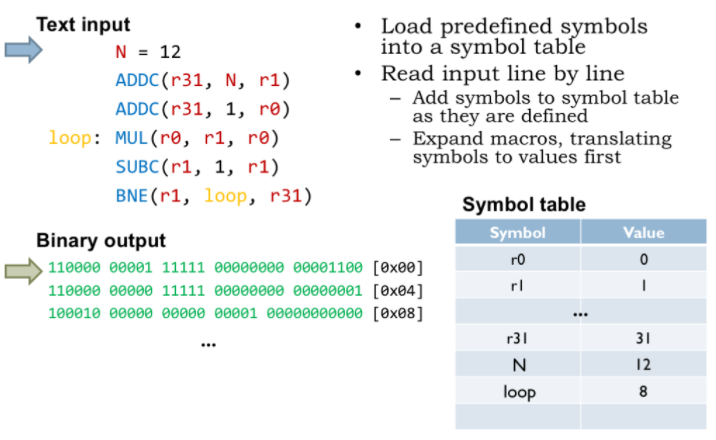 Text input
N = 12
ADDC(r31, N, r1)
ADDC(r31, 1, r0)
loop: MUL(r0, r1, r0)
SUBC(r1, 1, r1)
BNE(r1, loop, r31)
Binary output
110000 00001 11111 00000000 00001100 [0x00]
110000 00000 11111 00000000 00000001 [0x04]
100010 00000 00000 00001 00000000000 [0x08]
...
• Load predefined symbols
into a symbol table
• Read input line by line
– Add symbols to symbol table
as they are defined
– Expand macros, translating
symbols to values first
Symbol table
Symbol Value
r0 0
r1 1
...
r31 31
N 12
loop 8